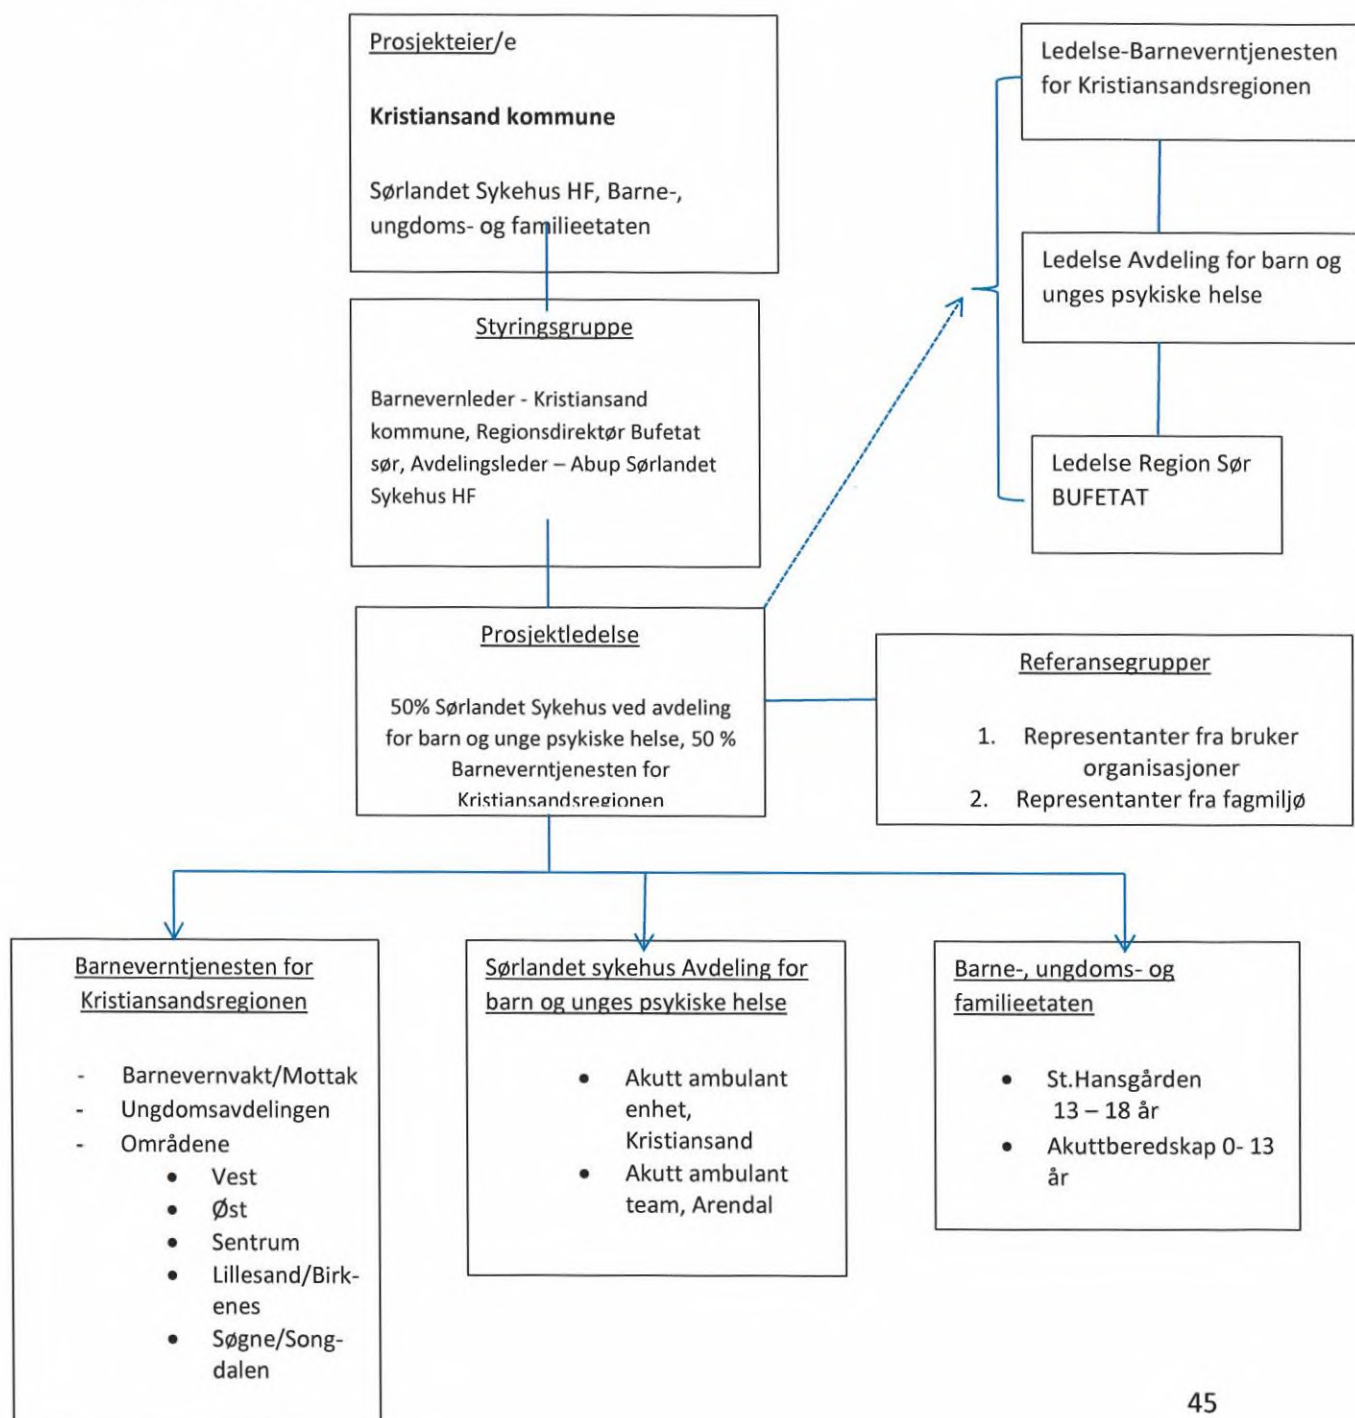 Prosjekteier/e
Kristiansand kommune
Sørlandet Sykehus HF, Barne-,
ungdoms- og familieetaten
Styringsgruppe
Barnevernleder - Kristiansand
kommune, Regionsdirektør Bufetat
sør, Avdelingsleder – Abup Sørlandet
Sykehus HF
Prosjektledelse
50% Sørlandet Sykehus ved avdeling
for barn og unge psykiske helse, 50 %
Barneverntjenesten for
Kristiansandsregionen
Ledelse-Barneverntjenesten
for Kristiansandsregionen
Ledelse Avdeling for barn og
unges psykiske helse
Ledelse Region Sør
BUFETAT
Referansegrupper
1. Representanter fra bruker
organisasjoner
2. Representanter fra fagmiljø
Barneverntjenesten for
Kristiansandsregionen
- Barnevernvakt/Mottak
- Ungdomsavdelingen
- Områdene
• Vest
• Øst
• Sentrum
• Lillesand/Birk-
enes
• Søgne/Song-
dalen
Sørlandet sykehus Avdeling for
barn og unges psykiske helse
• Akutt ambulant
enhet,
Kristiansand
• Akutt ambulant
team, Arendal
Barne-, ungdoms- og
familieetaten
• St.Hansgården
13 – 18 år
• Akuttberedskap 0- 13
år
45